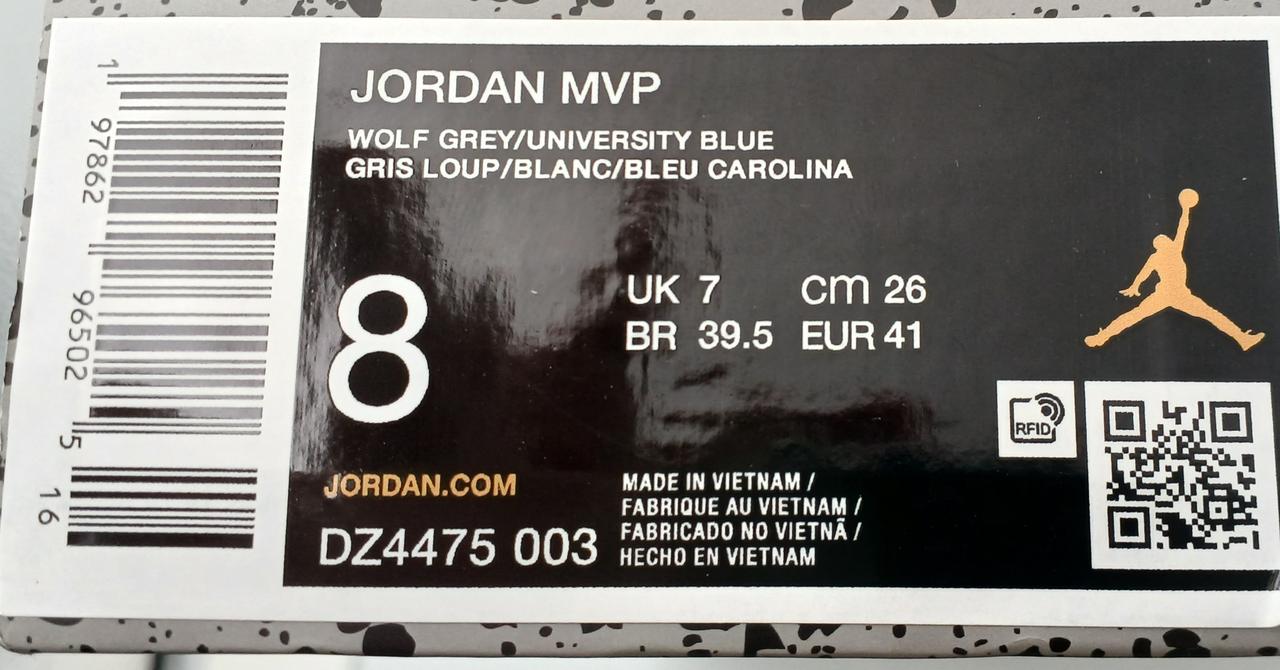 JORDAN MVP
WOLF GREY/UNIVERSITY BLUE
GRIS LOUP/BLANC/BLEU CAROLINA
8
UK 7 cm 26
BR 39.5 EUR 41
JORDAN.COM
DZ4475 003
MADE IN VIETNAM /
FABRIQUE AU VIETNAM /
FABRICADO NO VIETNÃ /
HECHO EN VIETNAM
RFID
1 97862 96502 5
16